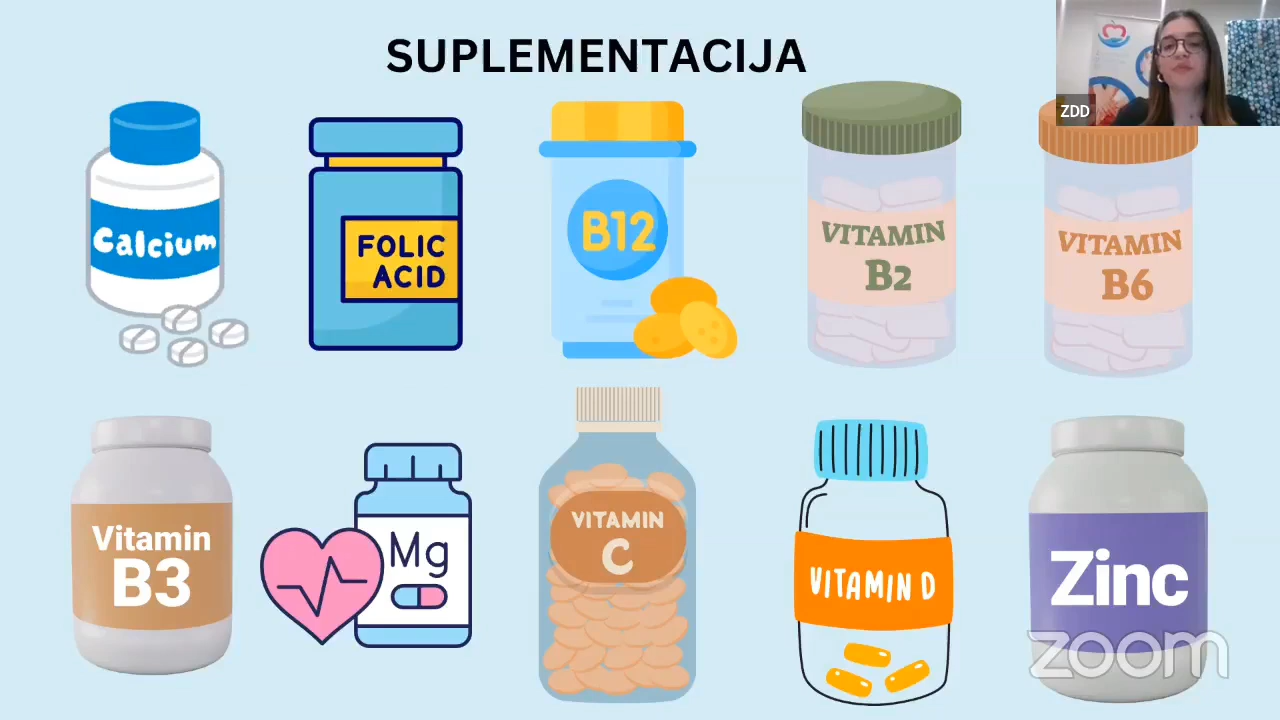 SUPLEMENTACIJA
ZDD
Calcium
FOLIC
ACID
B12
VITAMIN
B2
VITAMIN
B6
Vitamin
B3
Mg
VITAMIN
C
VITAMIN D
Zinc
zoom